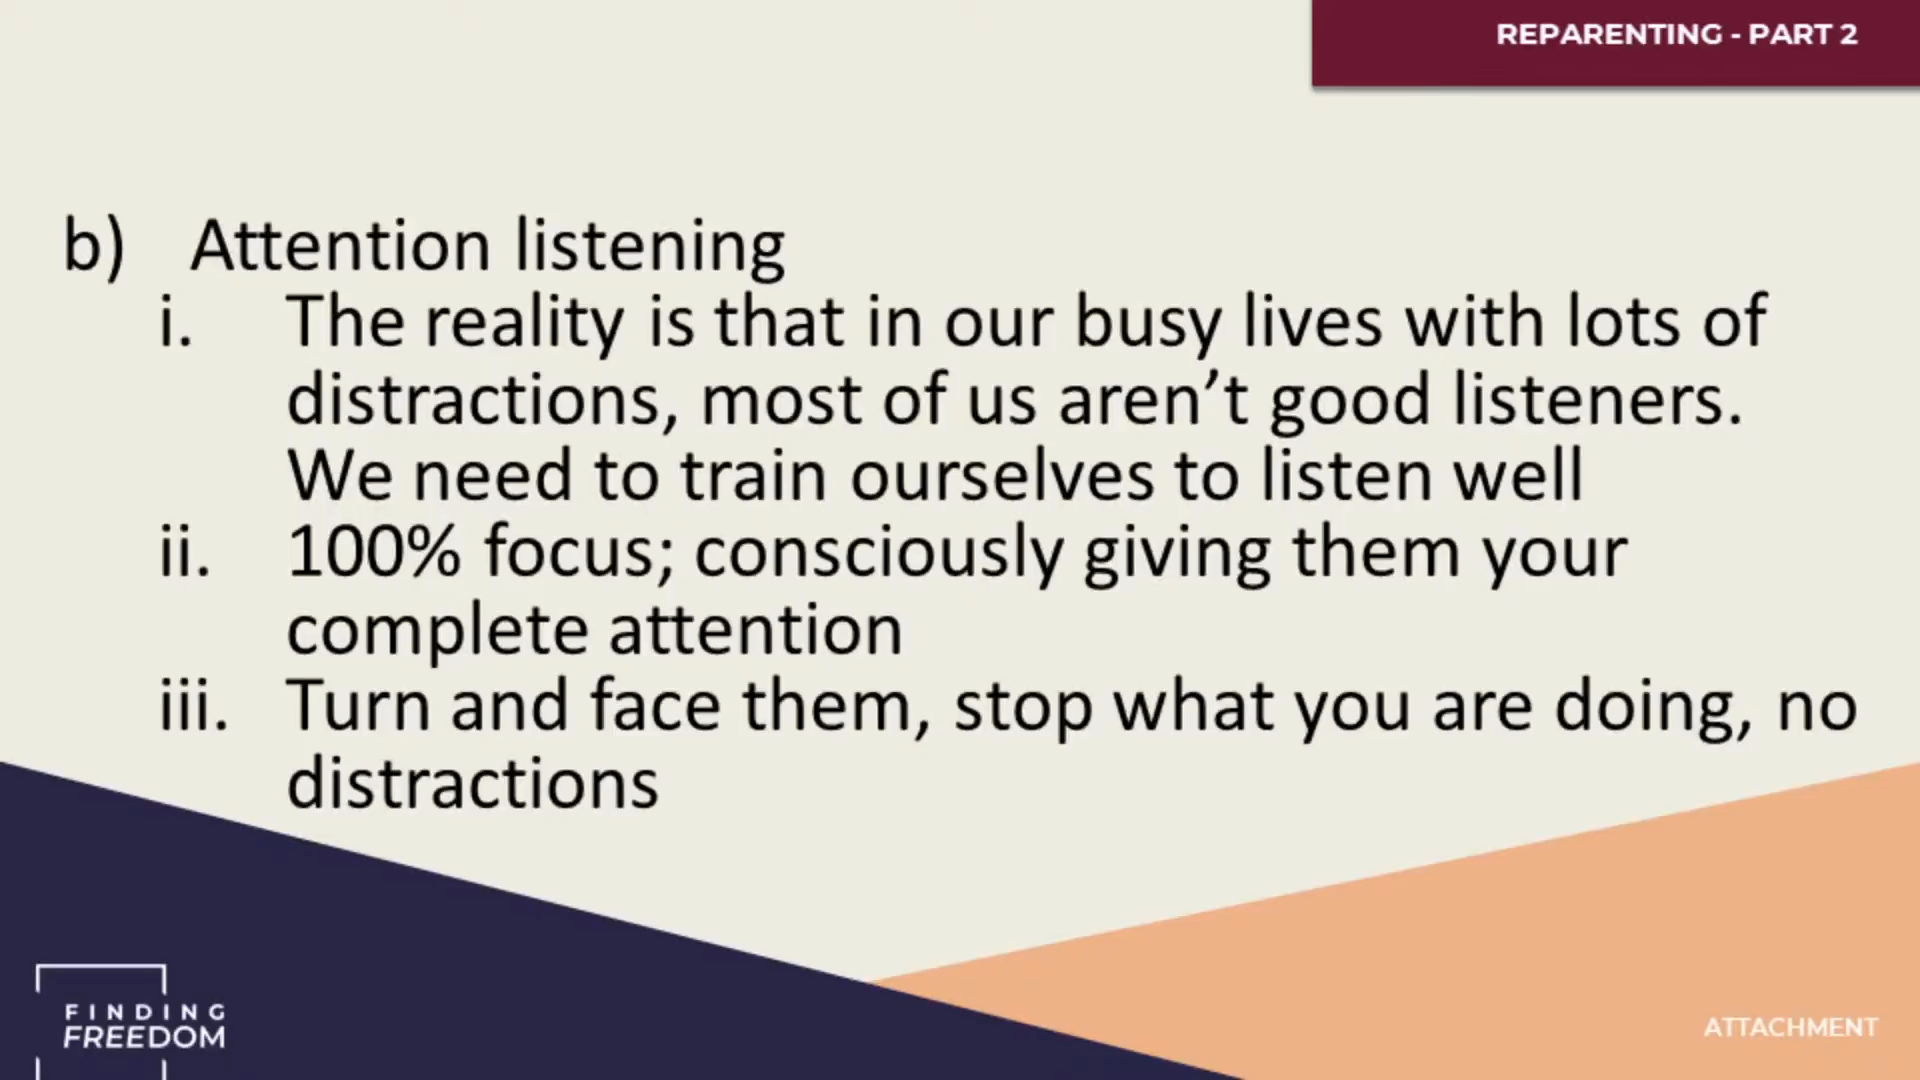 REPARENTING - PART 2
b) Attention listening
i. The reality is that in our busy lives with lots of
distractions, most of us aren’t good listeners.
We need to train ourselves to listen well
ii. 100% focus; consciously giving them your
complete attention
iii. Turn and face them, stop what you are doing, no
distractions
FINDING
FREEDOM
ATTACHMENT